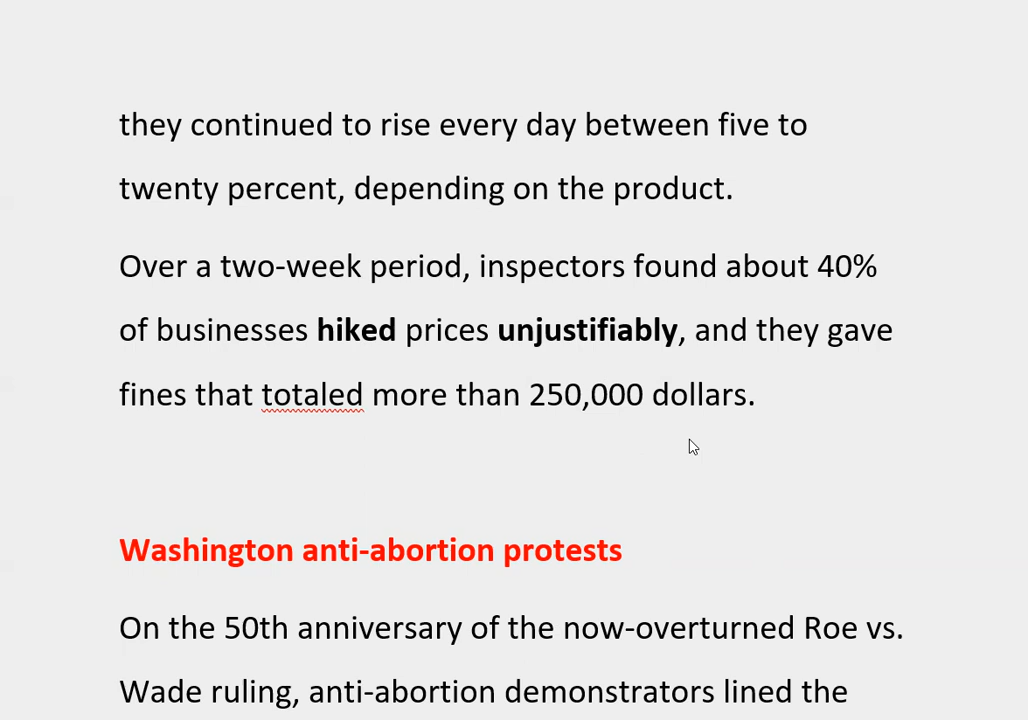 they continued to rise every day between five to
twenty percent, depending on the product.
Over a two-week period, inspectors found about 40%
of businesses hiked prices unjustifiably, and they gave
fines that totaled more than 250,000 dollars.
Washington anti-abortion protests
On the 50th anniversary of the now-overturned Roe vs.
Wade ruling, anti-abortion demonstrators lined the